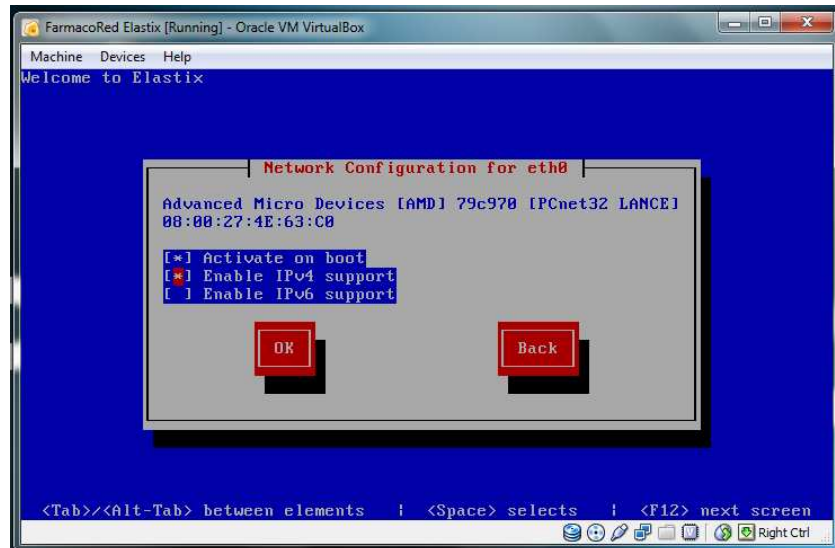 FarmacoRed Elastix [Running] - Oracle VM VirtualBox
Machine Devices Help
Welcome to Elastix
Network Configuration for eth0
Advanced Micro Devices [AMD] 79c970 [PCnet32 LANCE]
08:00:27:4E:63:C0
[*] Activate on boot
[*] Enable IPv4 support
[ ] Enable IPv6 support
OK Back
<Tab>/<Alt-Tab> between elements | <Space> selects | <F12> next screen
Right Ctrl